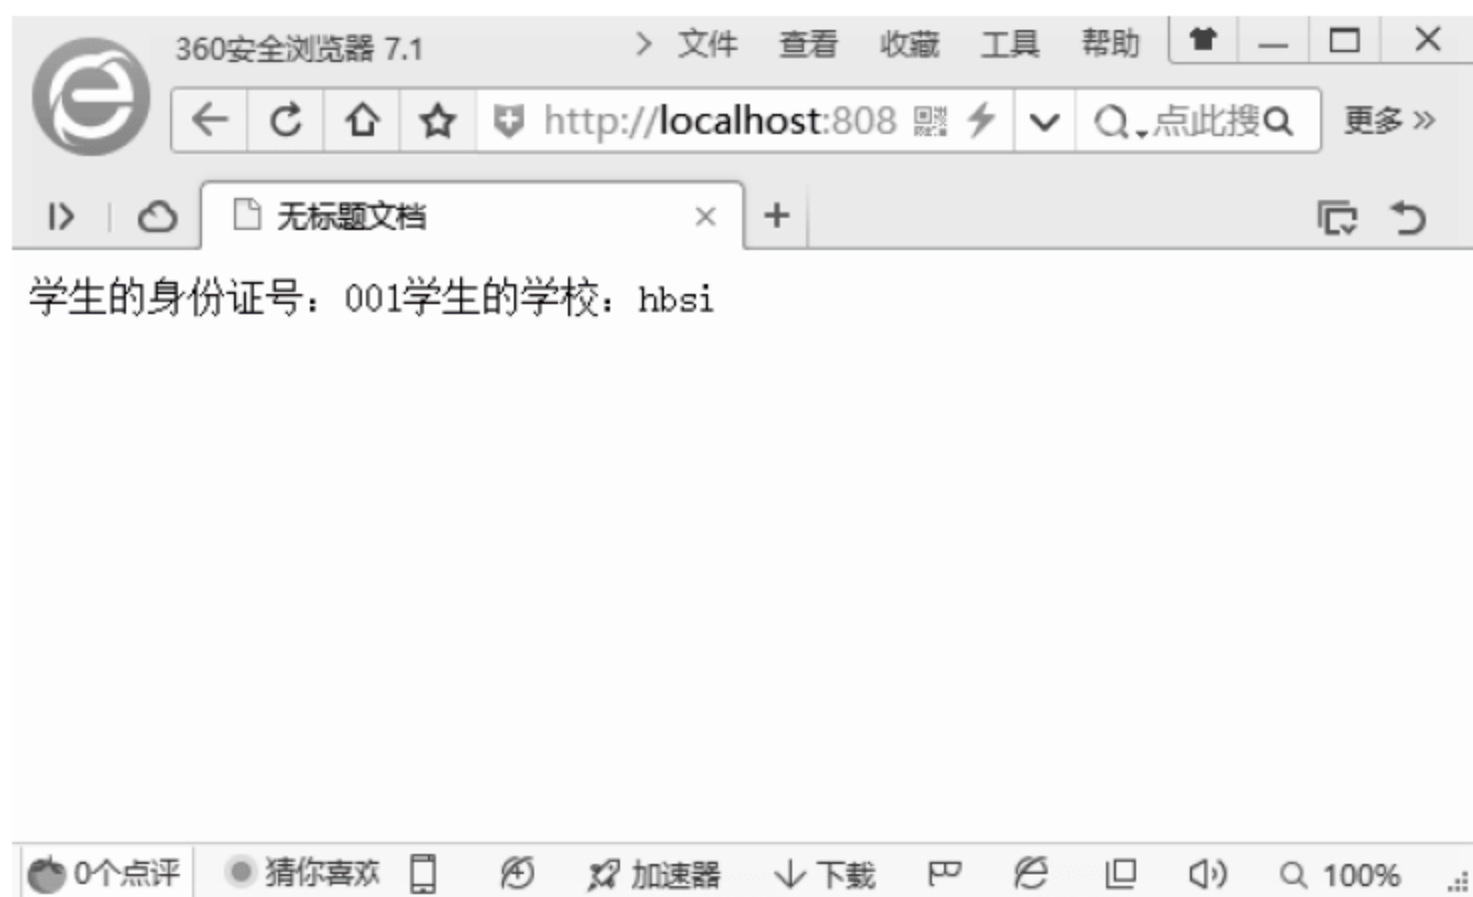 360安全浏览器 7.1 文件 查看 收藏 工具 帮助
http://localhost:808 点此搜 更多
无标题文档
学生的身份证号：001学生的学校：hbsi
0个点评 猜你喜欢 加速器 下载 100%